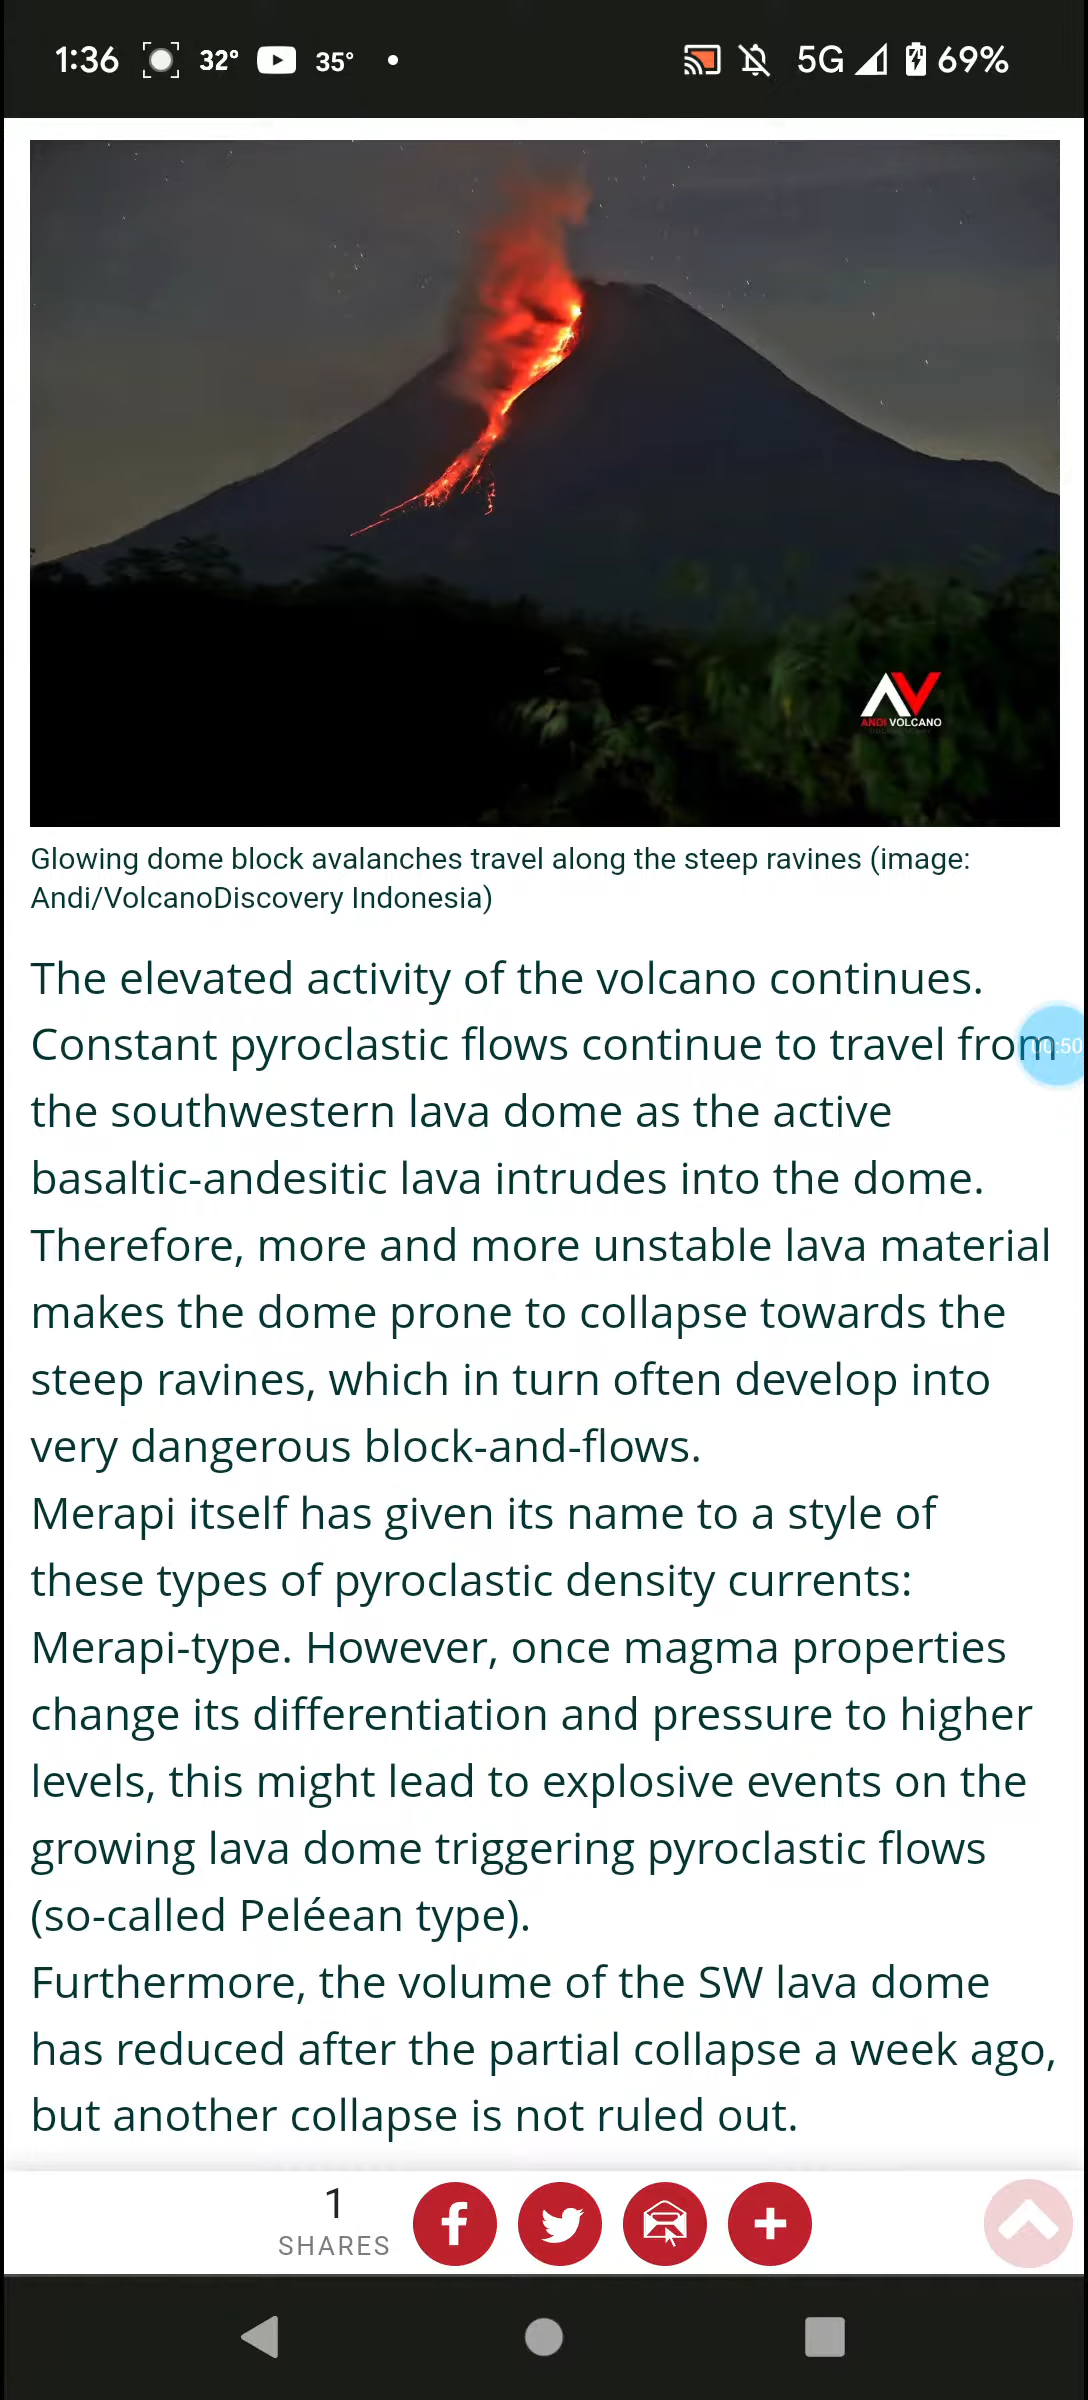 1:36 32° 35° 5G 69%
ANDI VOLCANO
Glowing dome block avalanches travel along the steep ravines (image:
Andi/VolcanoDiscovery Indonesia)
The elevated activity of the volcano continues.
Constant pyroclastic flows continue to travel from
00:50
the southwestern lava dome as the active
basaltic-andesitic lava intrudes into the dome.
Therefore, more and more unstable lava material
makes the dome prone to collapse towards the
steep ravines, which in turn often develop into
very dangerous block-and-flows.
Merapi itself has given its name to a style of
these types of pyroclastic density currents:
Merapi-type. However, once magma properties
change its differentiation and pressure to higher
levels, this might lead to explosive events on the
growing lava dome triggering pyroclastic flows
(so-called Peléean type).
Furthermore, the volume of the SW lava dome
has reduced after the partial collapse a week ago,
but another collapse is not ruled out.
1
SHARES